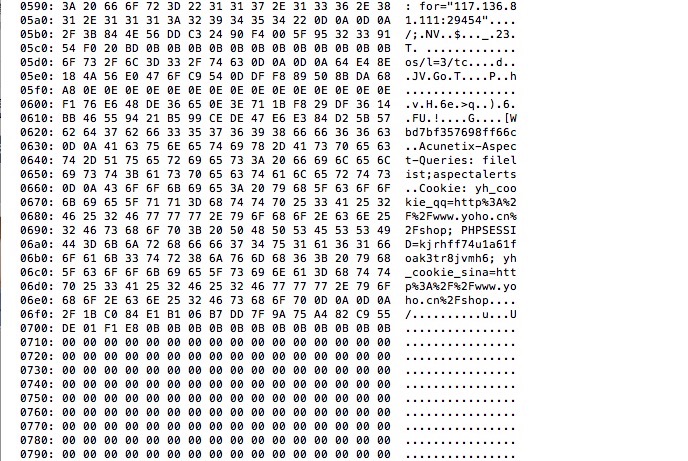 0590: 3A 20 66 6F 72 3D 22 31 31 37 2E 31 33 36 2E 38 : for="117.136.8
05a0: 31 2E 31 31 31 3A 32 39 34 35 34 22 0D 0A 0D 0A 1.111:29454"....
05b0: 2F 3B 84 4E 56 DD C3 24 90 F4 00 5F 95 32 33 91 /;.NV..$..._.23.
05c0: 54 F0 20 BD 0B 0B 0B 0B 0B 0B 0B 0B 0B 0B 0B 0B T. .............
05d0: 6F 73 2F 6C 3D 33 2F 74 63 0D 0A 0D 0A 64 E4 8E os/l=3/tc....d..
05e0: 18 4A 56 E0 47 6F C9 54 0D DF F8 89 50 8B DA 68 .JV.Go.T....P..h
05f0: A8 0E 0E 0E 0E 0E 0E 0E 0E 0E 0E 0E 0E 0E 0E 0E ................
0600: F1 76 E6 48 DE 36 65 0E 3E 71 1B F8 29 DF 36 14 .v.H.6e.>q..).6.
0610: BB 46 55 94 21 B5 99 CE DE 47 E6 E3 84 D2 5B 57 .FU.!....G....[W
0620: 62 64 37 62 66 33 35 37 36 39 38 66 66 36 36 63 bd7bf357698ff66c
0630: 0D 0A 41 63 75 6E 65 74 69 78 2D 41 73 70 65 63 ..Acunetix-Aspec
0640: 74 2D 51 75 65 72 69 65 73 3A 20 66 69 6C 65 6C t-Queries: filel
0650: 69 73 74 3B 61 73 70 65 63 74 61 6C 65 72 74 73 ist;aspectalerts
0660: 0D 0A 43 6F 6F 6B 69 65 3A 20 79 68 5F 63 6F 6F ..Cookie: yh_coo
0670: 6B 69 65 5F 71 71 3D 68 74 74 70 25 33 41 25 32 kie_qq=http%3A%2
0680: 46 25 32 46 77 77 77 2E 79 6F 68 6F 2E 63 6E 25 F%2Fwww.yoho.cn%
0690: 32 46 73 68 6F 70 3B 20 50 48 50 53 45 53 53 49 2Fshop; PHPSESSI
06a0: 44 3D 6B 6A 72 68 66 66 37 34 75 31 61 36 31 66 D=kjrhff74u1a61f
06b0: 6F 61 6B 33 74 72 38 6A 76 6D 68 36 3B 20 79 68 oak3tr8jvmh6; yh
06c0: 5F 63 6F 6F 6B 69 65 5F 73 69 6E 61 3D 68 74 74 _cookie_sina=htt
06d0: 70 25 33 41 25 32 46 25 32 46 77 77 77 2E 79 6F p%3A%2F%2Fwww.yo
06e0: 68 6F 2E 63 6E 25 32 46 73 68 6F 70 0D 0A 0D 0A ho.cn%2Fshop....
06f0: 2F 1B C0 84 E1 B1 06 B7 DD 7F 9A 75 A4 82 C9 55 /..........u...U
0700: DE 01 F1 E8 0B 0B 0B 0B 0B 0B 0B 0B 0B 0B 0B 0B ................
0710: 00 00 00 00 00 00 00 00 00 00 00 00 00 00 00 00 ................
0720: 00 00 00 00 00 00 00 00 00 00 00 00 00 00 00 00 ................
0730: 00 00 00 00 00 00 00 00 00 00 00 00 00 00 00 00 ................
0740: 00 00 00 00 00 00 00 00 00 00 00 00 00 00 00 00 ................
0750: 00 00 00 00 00 00 00 00 00 00 00 00 00 00 00 00 ................
0760: 00 00 00 00 00 00 00 00 00 00 00 00 00 00 00 00 ................
0770: 00 00 00 00 00 00 00 00 00 00 00 00 00 00 00 00 ................
0780: 00 00 00 00 00 00 00 00 00 00 00 00 00 00 00 00 ................
0790: 00 00 00 00 00 00 00 00 00 00 00 00 00 00 00 00 ................